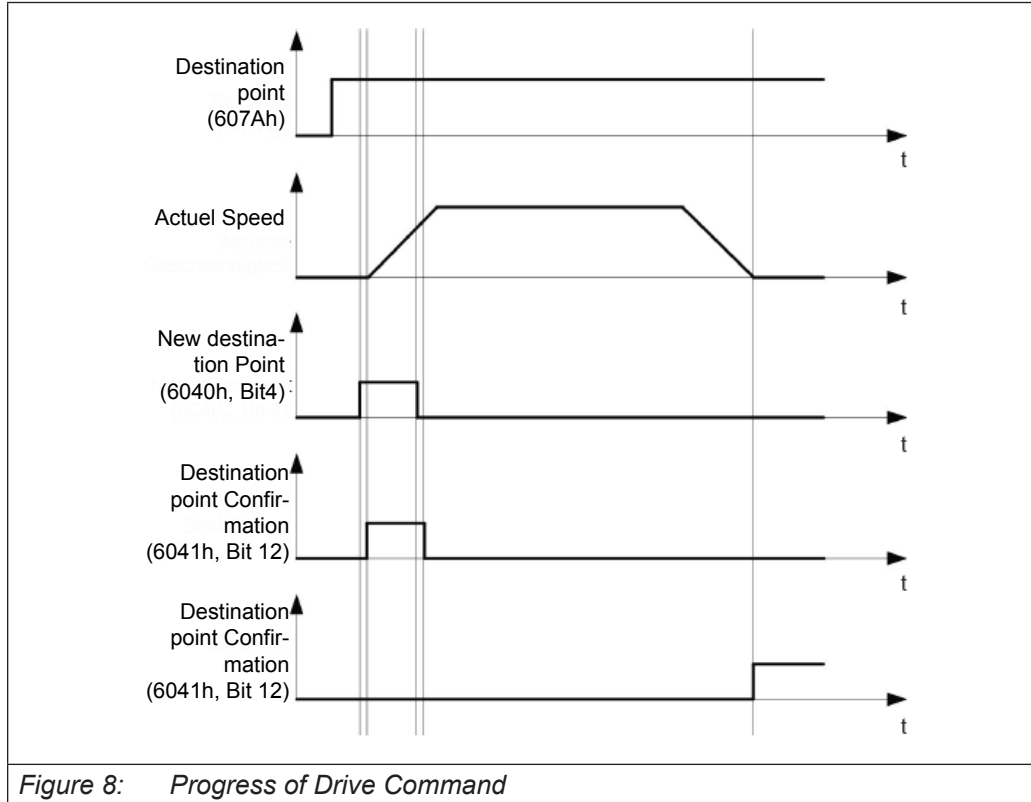 Destination
point
(607Ah)
t
Actuel Speed
t
New destina-
tion Point
(6040h, Bit4)
t
Destination
point Confir-
mation
(6041h, Bit 12)
t
Destination
point Confir-
mation
(6041h, Bit 12)
t
Figure 8: Progress of Drive Command